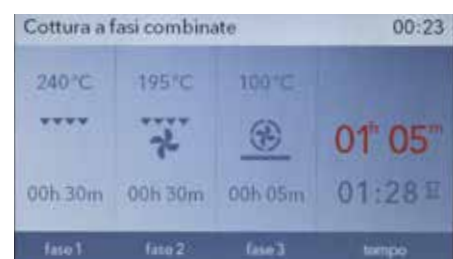 Cottura a fasi combinate 00:23
240°C 195°C 100°C
01h 05m
00h 30m 00h 30m 00h 05m 01:28
fase 1 fase 2 fase 3 tempo